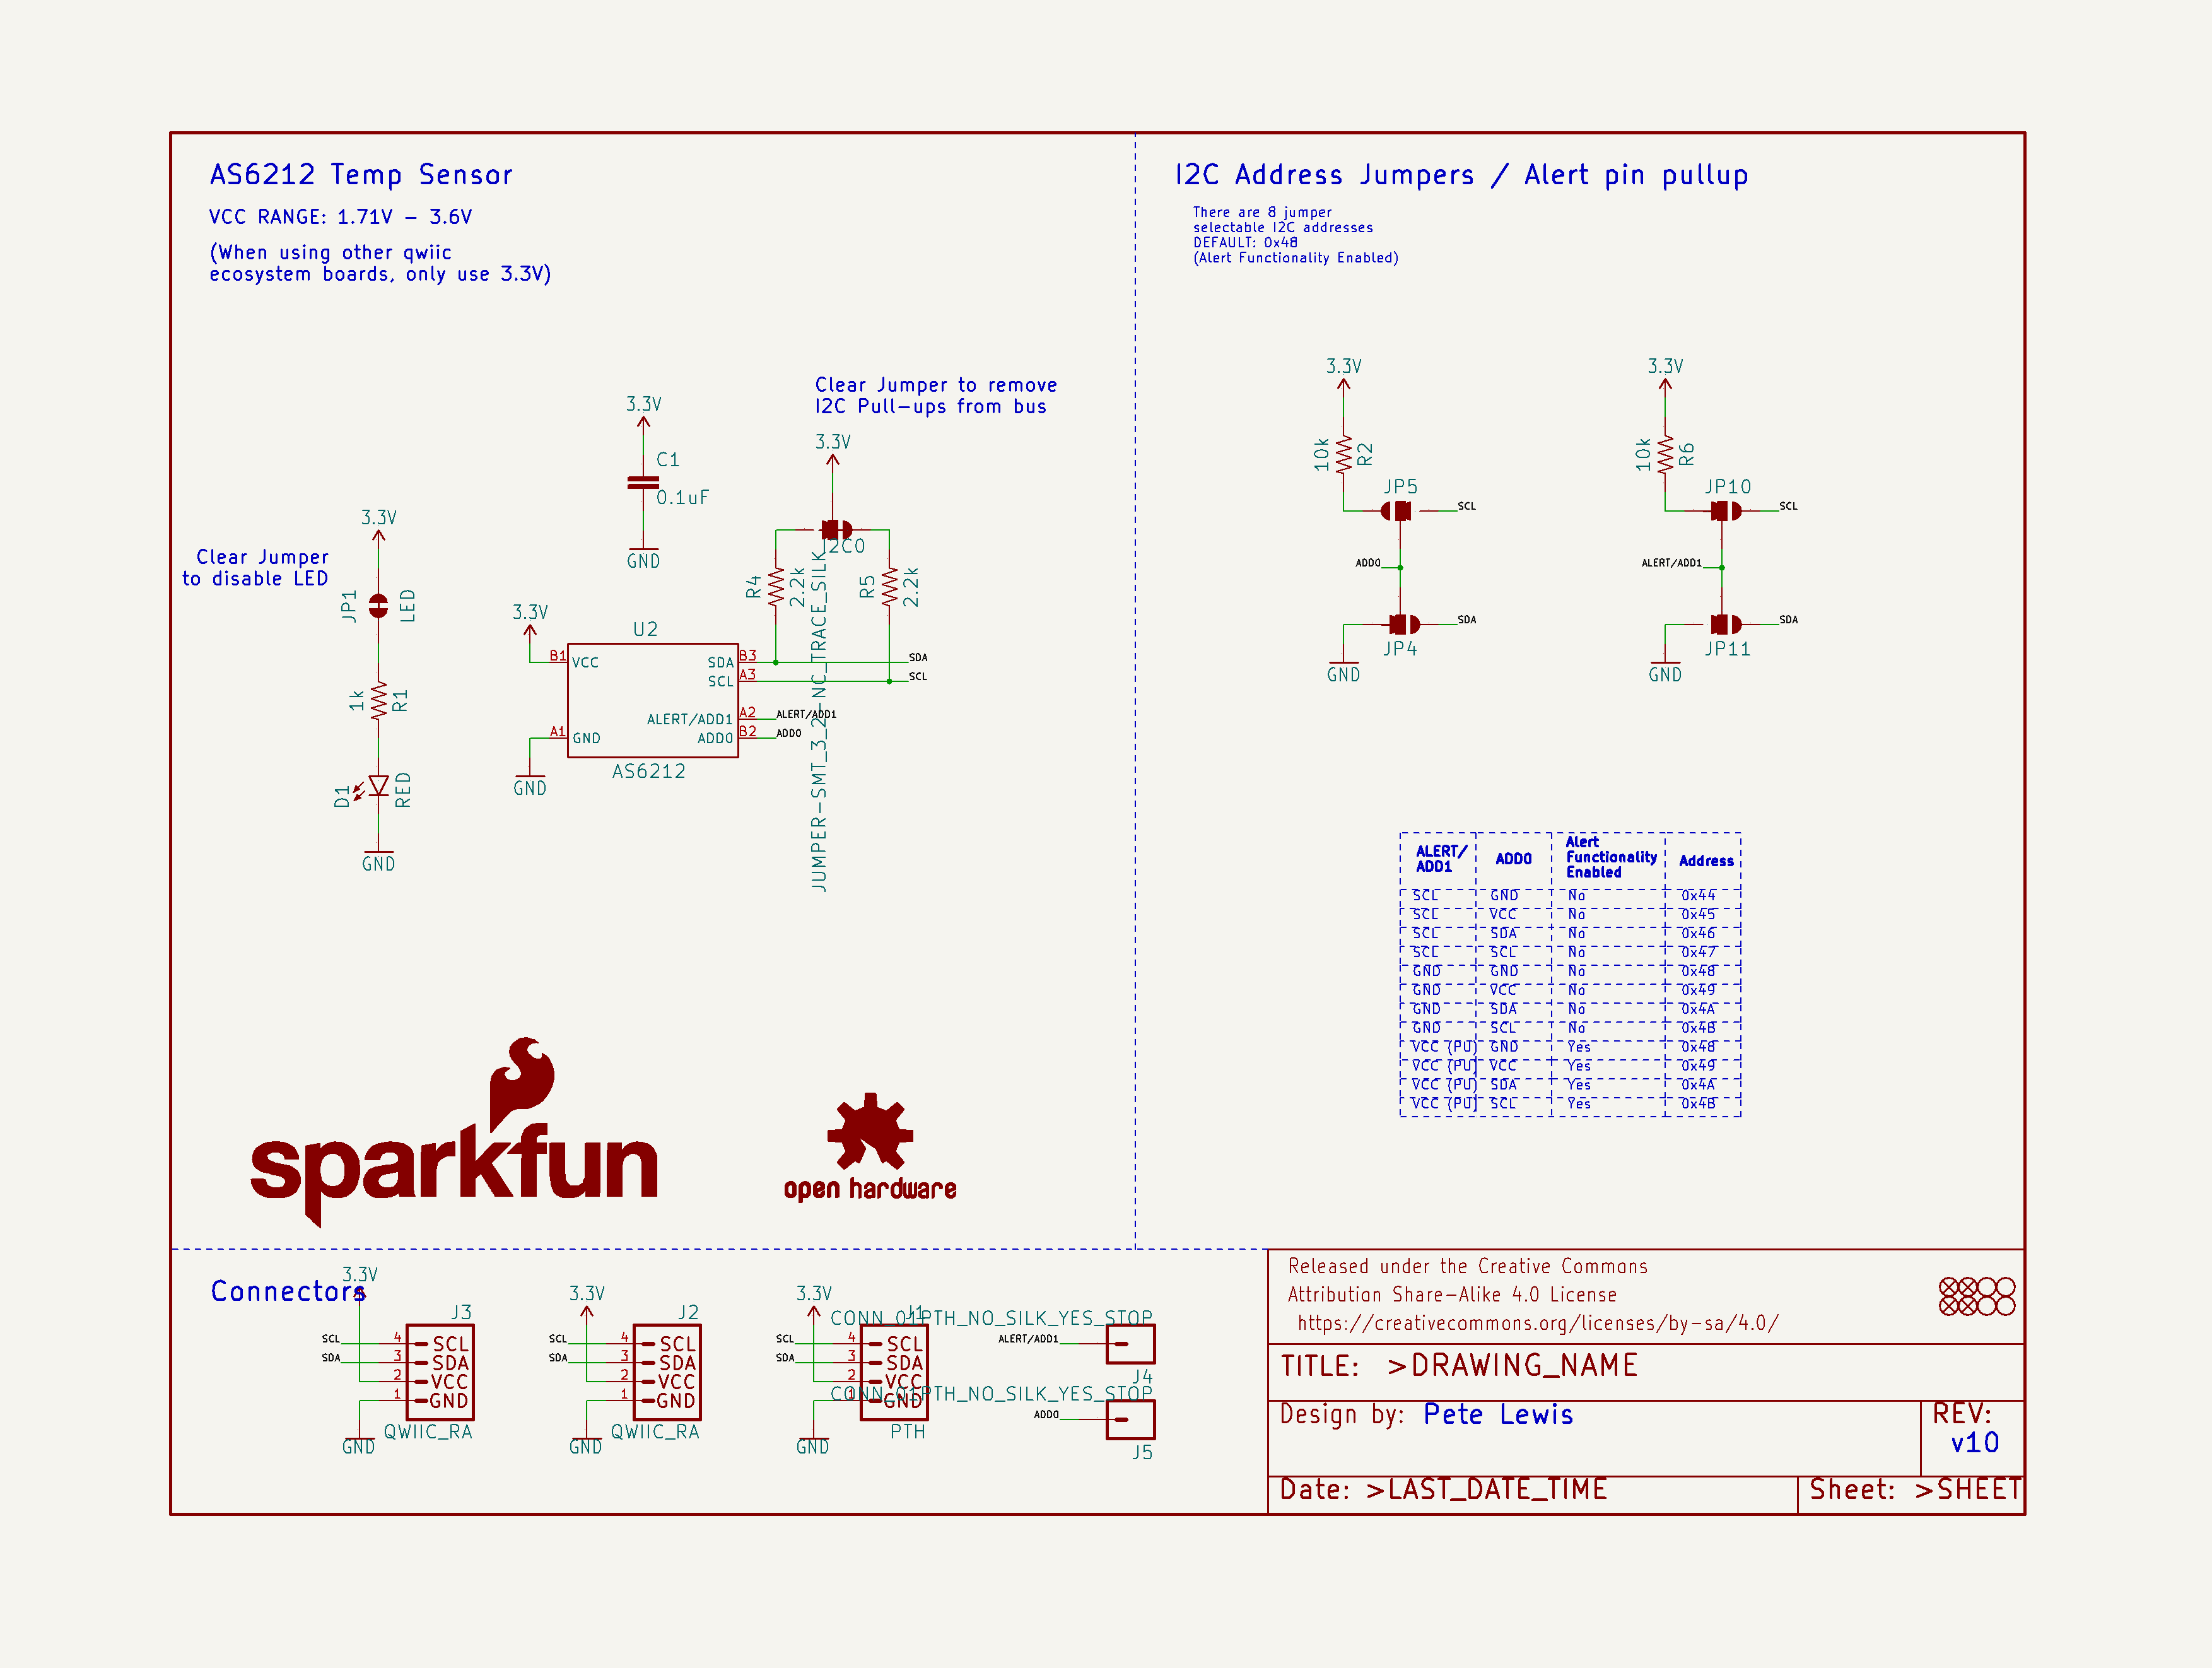 AS6212 Temp Sensor
VCC RANGE: 1.71V - 3.6V
(When using other qwiic
ecosystem boards, only use 3.3V)
I2C Address Jumpers / Alert pin pullup
There are 8 jumper
selectable I2C addresses
DEFAULT: 0x48
(Alert Functionality Enabled)
Clear Jumper to remove
I2C Pull-ups from bus
3.3V
C1
0.1uF
GND
3.3V
I2C0
JUMPER-SMT_3_2-NC_TRACE_SILK
R4
2.2k
R5
2.2k
Clear Jumper
to disable LED
3.3V
JP1
LED
1k
R1
D1
RED
GND
3.3V
U2
B1
VCC
SDA
B3
SDA
SCL
A3
SCL
ALERT/ADD1
A2
ALERT/ADD1
A1
GND
ADD0
B2
ADD0
AS6212
GND
3.3V
10k
R2
JP5
SCL
ADD0
SDA
JP4
GND
3.3V
10k
R6
JP10
SCL
ALERT/ADD1
SDA
JP11
GND
ALERT/
ADD1
ADD0
Alert
Functionality
Enabled
Address
SCL GND No 0x44
SCL VCC No 0x45
SCL SDA No 0x46
SCL SCL No 0x47
GND GND No 0x48
GND VCC No 0x49
GND SDA No 0x4A
GND SCL No 0x4B
VCC (PU) GND Yes 0x48
VCC (PU) VCC Yes 0x49
VCC (PU) SDA Yes 0x4A
VCC (PU) SCL Yes 0x4B
sparkfun
open hardware
Connectors
3.3V
J3
SCL 4 SCL
SDA 3 SDA
2 VCC
1 GND
GND
QWIIC_RA
3.3V
J2
SCL 4 SCL
SDA 3 SDA
2 VCC
1 GND
GND
QWIIC_RA
3.3V
J1
SCL 4 SCL
SDA 3 SDA
2 VCC
1 GND
GND
PTH
CONN_01PTH_NO_SILK_YES_STOP
ALERT/ADD1
J4
CONN_01PTH_NO_SILK_YES_STOP
ADD0
J5
Released under the Creative Commons
Attribution Share-Alike 4.0 License
https://creativecommons.org/licenses/by-sa/4.0/
TITLE: >DRAWING_NAME
Design by: Pete Lewis
REV:
v10
Date: >LAST_DATE_TIME
Sheet: >SHEET